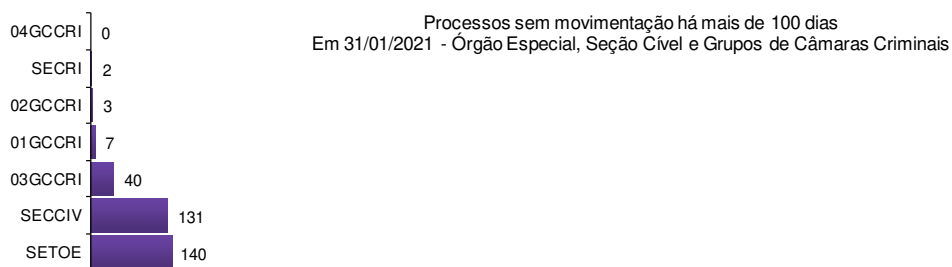 Processos sem movimentação há mais de 100 dias
Em 31/01/2021 - Órgão Especial, Seção Cível e Grupos de Câmaras Criminais
04GCCRI 0
SECRI 2
02GCCRI 3
01GCCRI 7
03GCCRI 40
SECCIV 131
SETOE 140